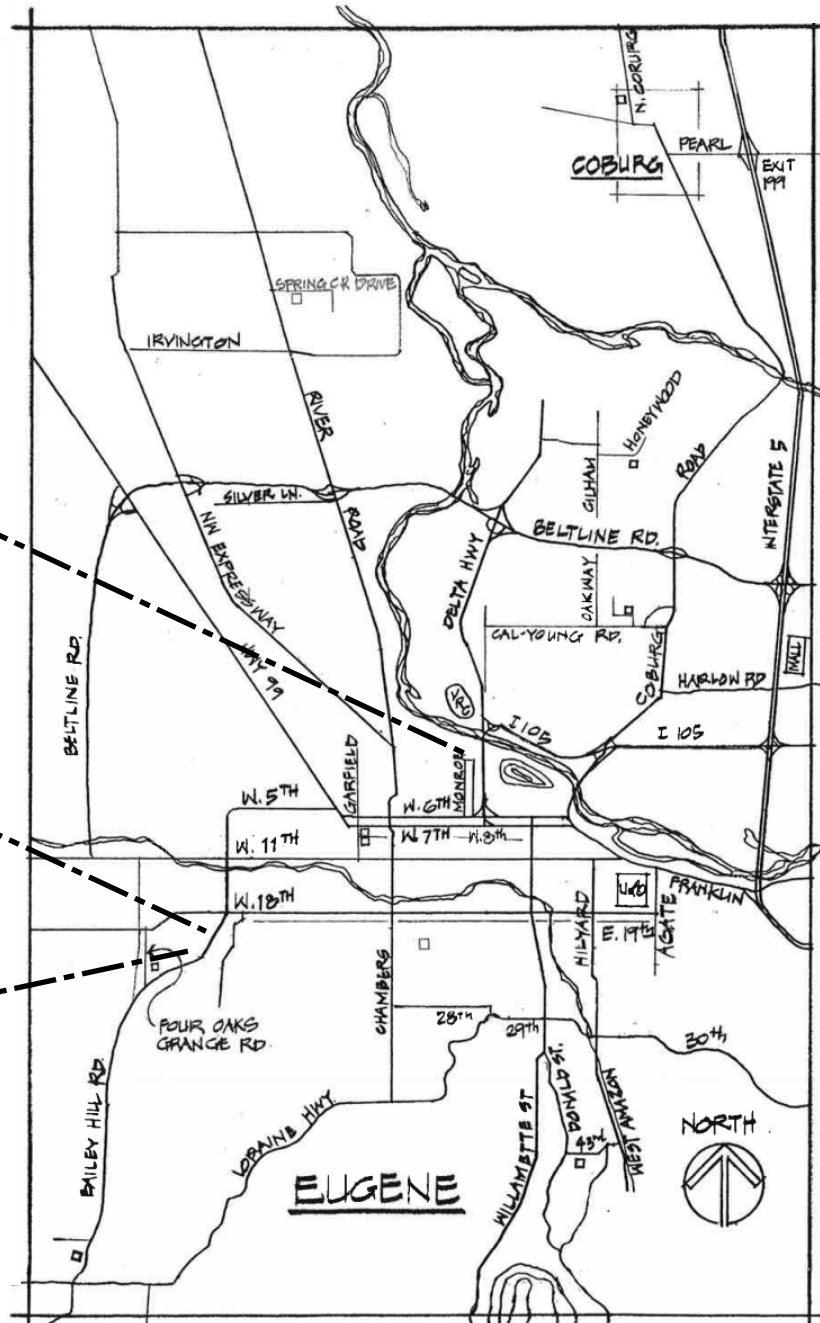 N. COBURG
PEARL
COBURG
EXIT
199
SPRING CR DRIVE
IRVINGTON
RIVER
ROAD
HONEYWOOD
GILHAM
ROAD
INTERSTATE 5
SILVER LN.
NW EXPRESSWAY
BELTLINE RD.
DELTA HWY
OAKWAY
CAL-YOUNG RD.
COBURG
MALL
HARLOW RD
BELTLINE RD.
HWY 99
VRC
I 105
I 105
GARFIELD
MONROE
W. 5TH
W. 6TH
W. 7TH
W. 8th
W. 11TH
W. 18TH
U of O
FRANKLIN
HILYARD
E. 19th
AGATE
CHAMBERS
FOUR OAKS
GRANGE RD.
28th
29th
30th
BAILEY HILL RD.
LORAINE HWY
DONALD ST.
WEST AMAZON
43rd
WILLAMETTE ST
NORTH
EUGENE